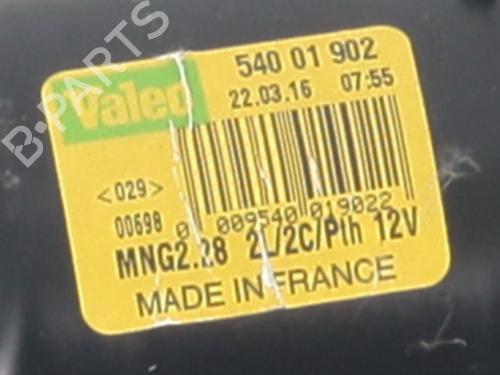 B-PARTS
Valeo
540 01 902
22.03.16 07:55
<029>
00698
0 009540 019022
MNG2.28 2L/2C/Pth 12V
MADE IN FRANCE